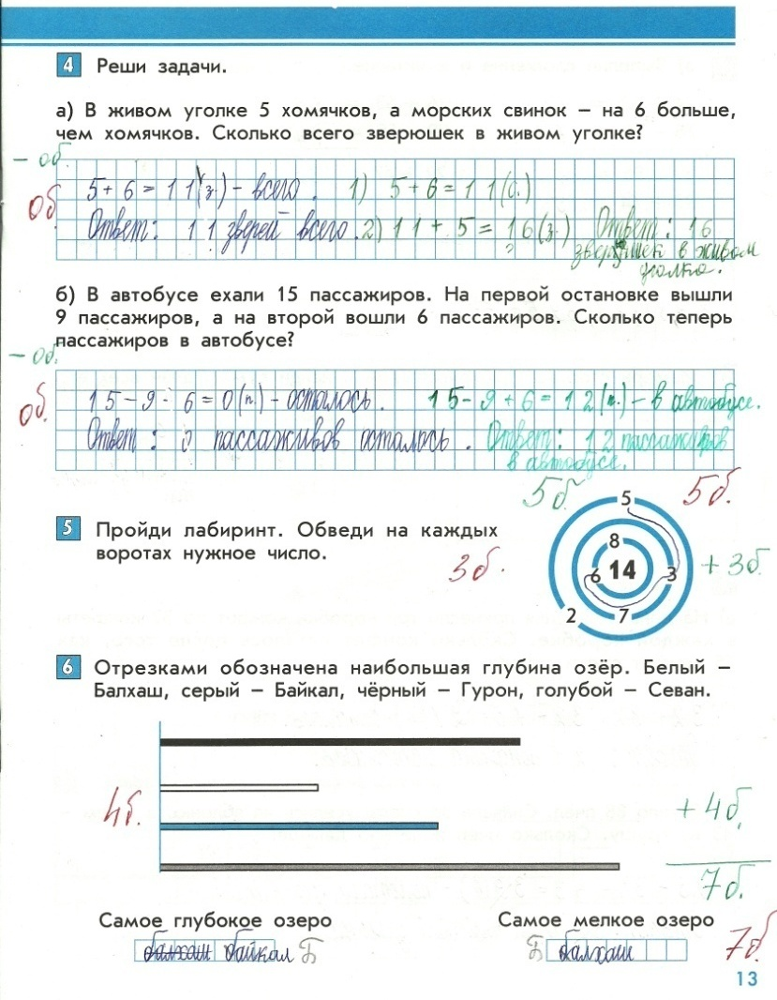 4 Реши задачи.
а) В живом уголке 5 хомячков, а морских свинок – на 6 больше,
чем хомячков. Сколько всего зверюшек в живом уголке?
– 0б.
0б.
5 + 6 = 11(з.) – всего. 1) 5 + 6 = 11(с.)
Ответ: 11 зверей всего. 2) 11 + 5 = 16(з.) Ответ: 16
зверюшек в живом
уголке.
б) В автобусе ехали 15 пассажиров. На первой остановке вышли
9 пассажиров, а на второй вошли 6 пассажиров. Сколько теперь
пассажиров в автобусе?
– 0б.
0б.
15 – 9 – 6 = 0(п.) – осталось. 15 – 9 + 6 = 12(п.) – в автобусе.
Ответ: 0 пассаживов осталось. Ответ: 12 пассажиров
в автобусе.
5б. 5б.
5 Пройди лабиринт. Обведи на каждых
воротах нужное число.
3б.
5
8
6 14 3
2 7
+ 3б.
6 Отрезками обозначена наибольшая глубина озёр. Белый –
Балхаш, серый – Байкал, чёрный – Гурон, голубой – Севан.
4б.
+ 4б.
7б.
Самое глубокое озеро Самое мелкое озеро
балхаш байкал Б Б балхаш
7б.
13